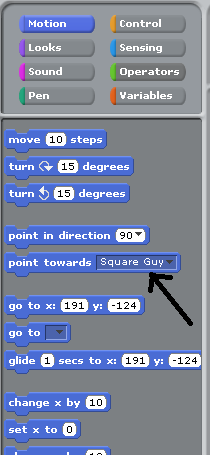 Motion Control
Looks Sensing
Sound Operators
Pen Variables
move 10 steps
turn 15 degrees
turn 15 degrees
point in direction 90
point towards Square Guy
go to x: 191 y: -124
go to
glide 1 secs to x: 191 y: -124
change x by 10
set x to 0